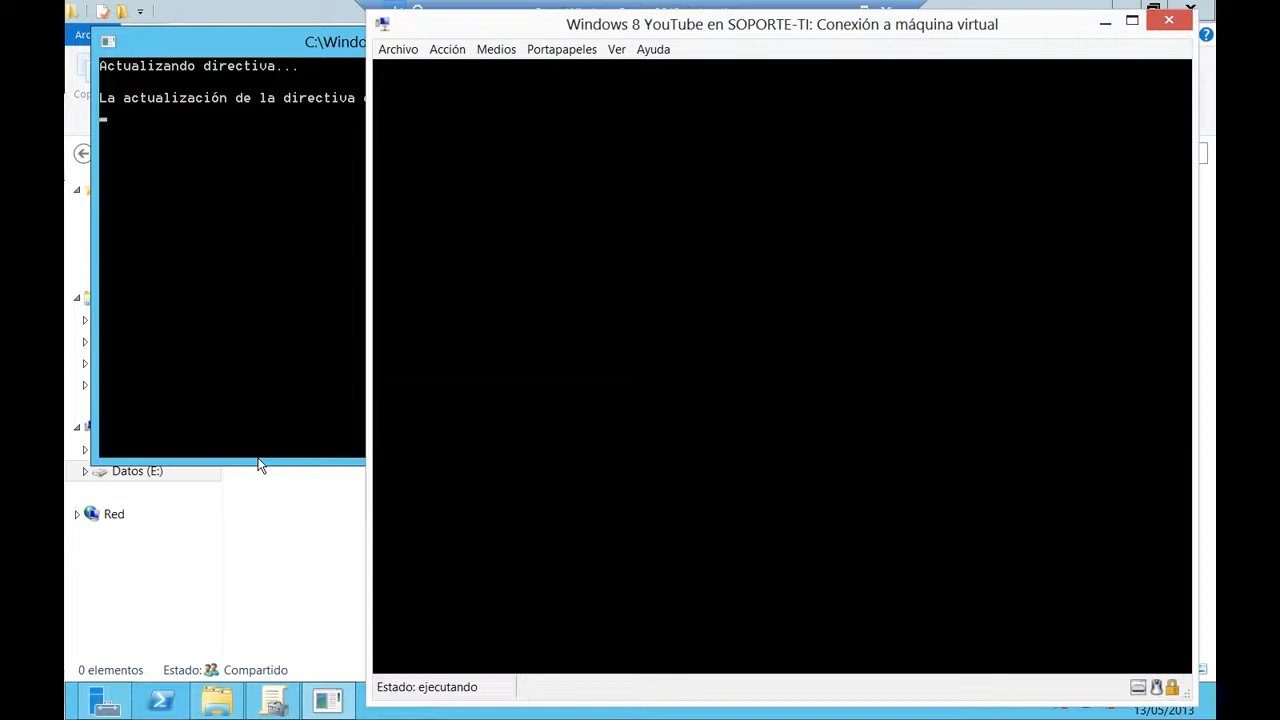 Windows 8 YouTube en SOPORTE-TI: Conexión a máquina virtual
Archivo Acción Medios Portapapeles Ver Ayuda
C:\Windo
Actualizando directiva...
La actualización de la directiva
Datos (E:)
Red
0 elementos Estado: Compartido
Estado: ejecutando
13/05/2013